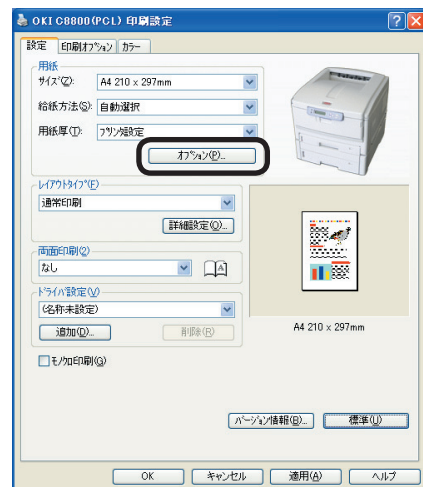 OKI C8800(PCL) 印刷設定
設定 印刷オプション カラー
用紙
サイズ(Z): A4 210 x 297mm
給紙方法(S): 自動選択
用紙厚(T): プリンタ設定
オプション(P)...
レイアウトタイプ(E)
通常印刷
詳細設定(O)...
両面印刷(2)
なし
A
ドライバ設定(V)
(名称未設定)
追加(D)... 削除(R)
A4 210 x 297mm
モノクロ印刷(G)
バージョン情報(B)... 標準(U)
OK キャンセル 適用(A) ヘルプ